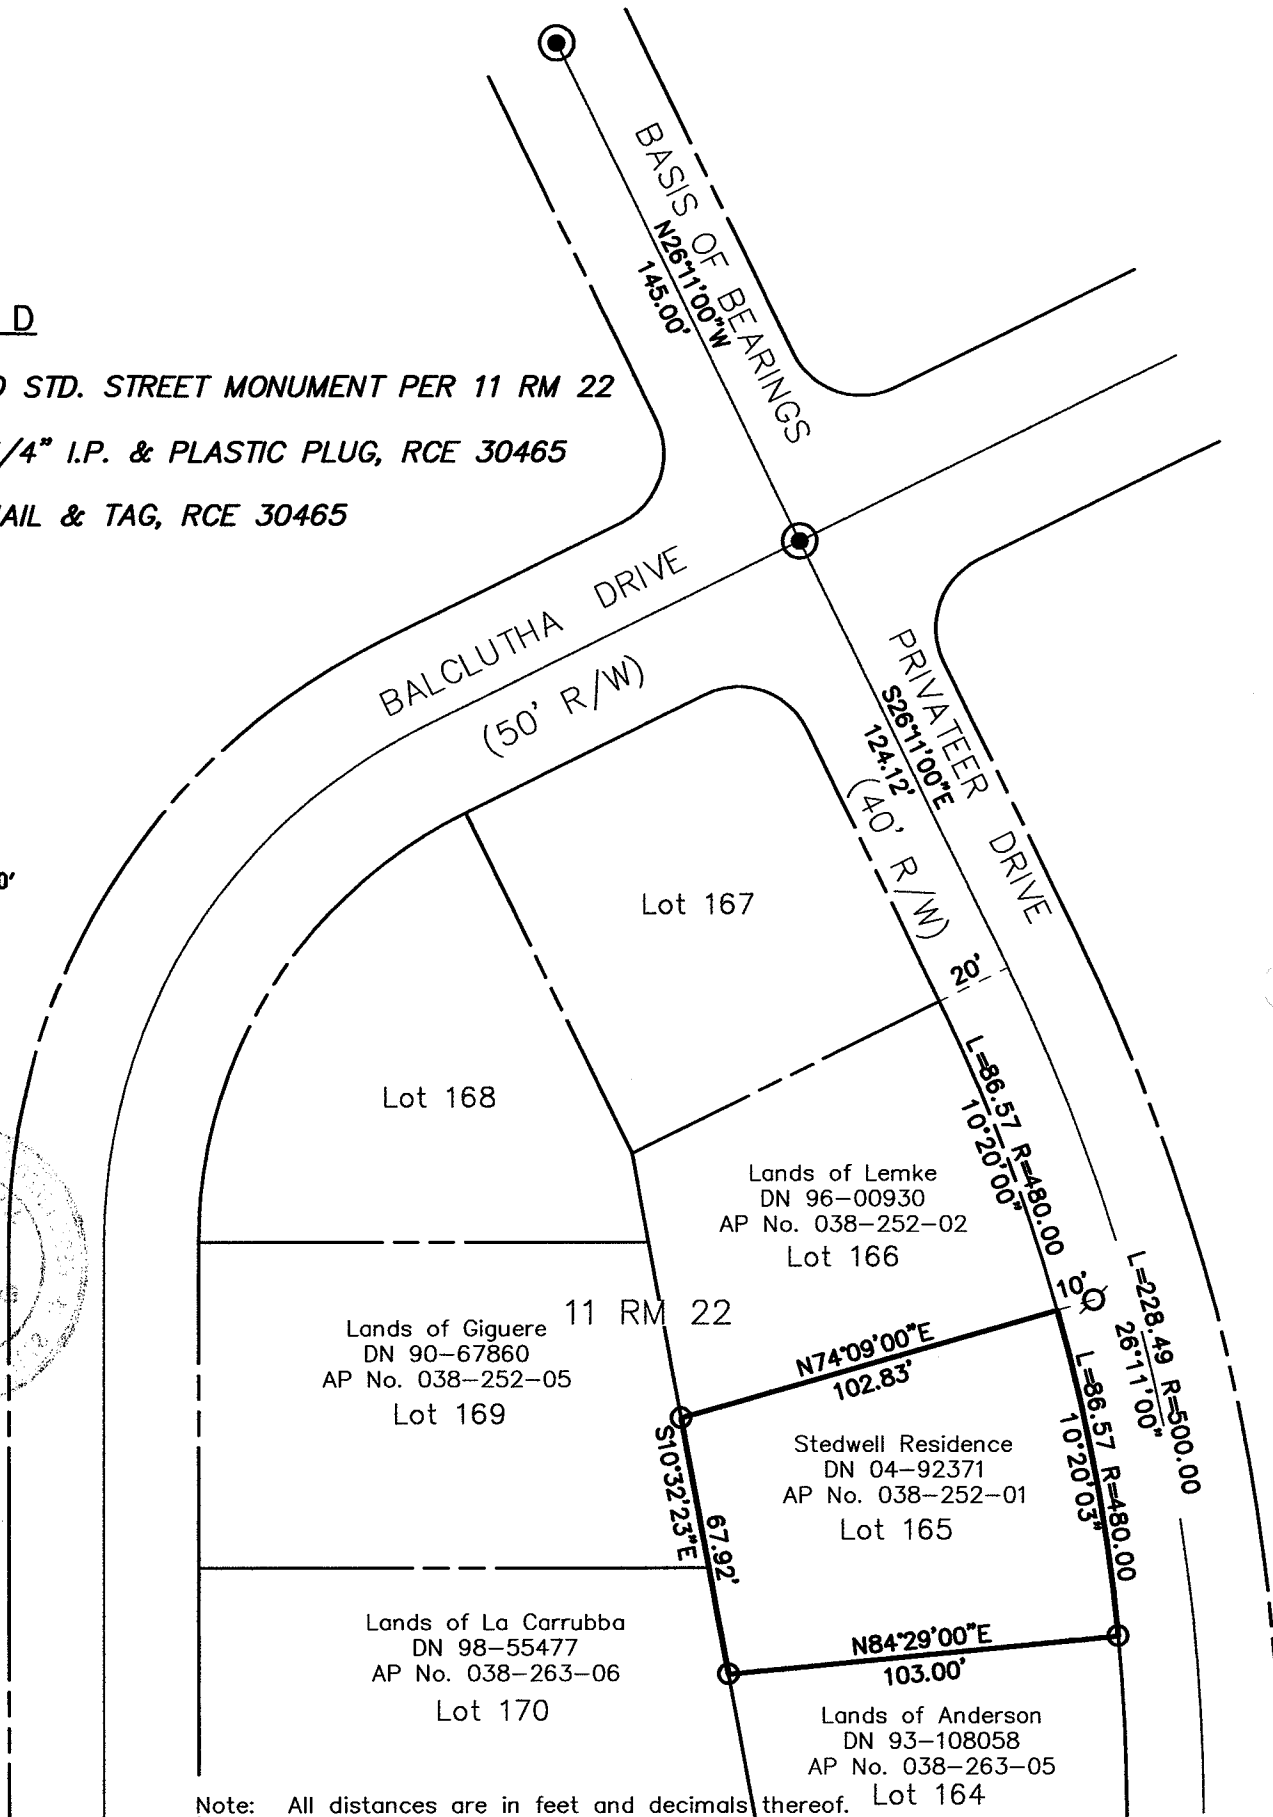 D
STD. STREET MONUMENT PER 11 RM 22
/4" I.P. & PLASTIC PLUG, RCE 30465
& TAG, RCE 30465
BASIS OF BEARINGS
N26°11'00"W
145.00'
BALCLUTHA DRIVE
(50' R/W)
PRIVATEER DRIVE
S26°11'00"E
124.12'
(40' R/W)
0'
Lot 167
20'
L=86.57 R=480.00
10°20'00"
Lot 168
Lands of Lemke
DN 96-00930
AP No. 038-252-02
Lot 166
10'
L=228.49 R=500.00
26°11'00"
11 RM 22
Lands of Giguere
DN 90-67860
AP No. 038-252-05
Lot 169
N74°09'00"E
102.83'
L=86.57 R=480.00
10°20'03"
S10°32'23"E
67.92'
Stedwell Residence
DN 04-92371
AP No. 038-252-01
Lot 165
Lands of La Carrubba
DN 98-55477
AP No. 038-263-06
Lot 170
N84°29'00"E
103.00'
Lands of Anderson
DN 93-108058
AP No. 038-263-05
Lot 164
Note: All distances are in feet and decimals thereof.